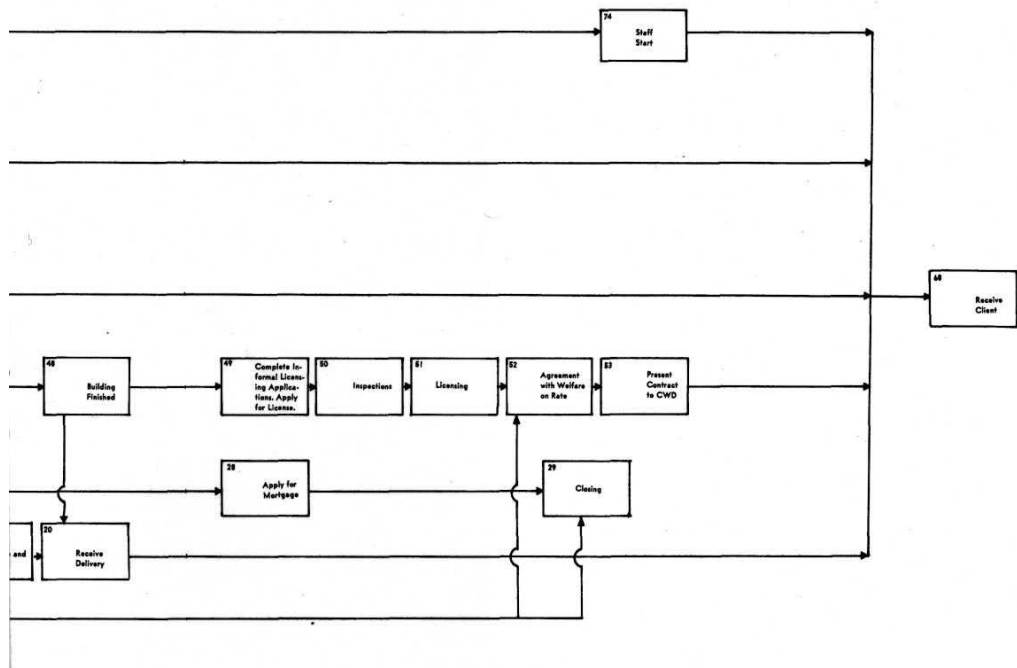 74
Staff
Start
68
Receive
Client
48
Building
Finished
49
Complete In-
formal Licens-
ing Applica-
tions. Apply
for License.
50
Inspections
51
Licensing
52
Agreement
with Welfare
on Rate
53
Present
Contract
to CWD
28
Apply for
Mortgage
29
Closing
and
20
Receive
Delivery